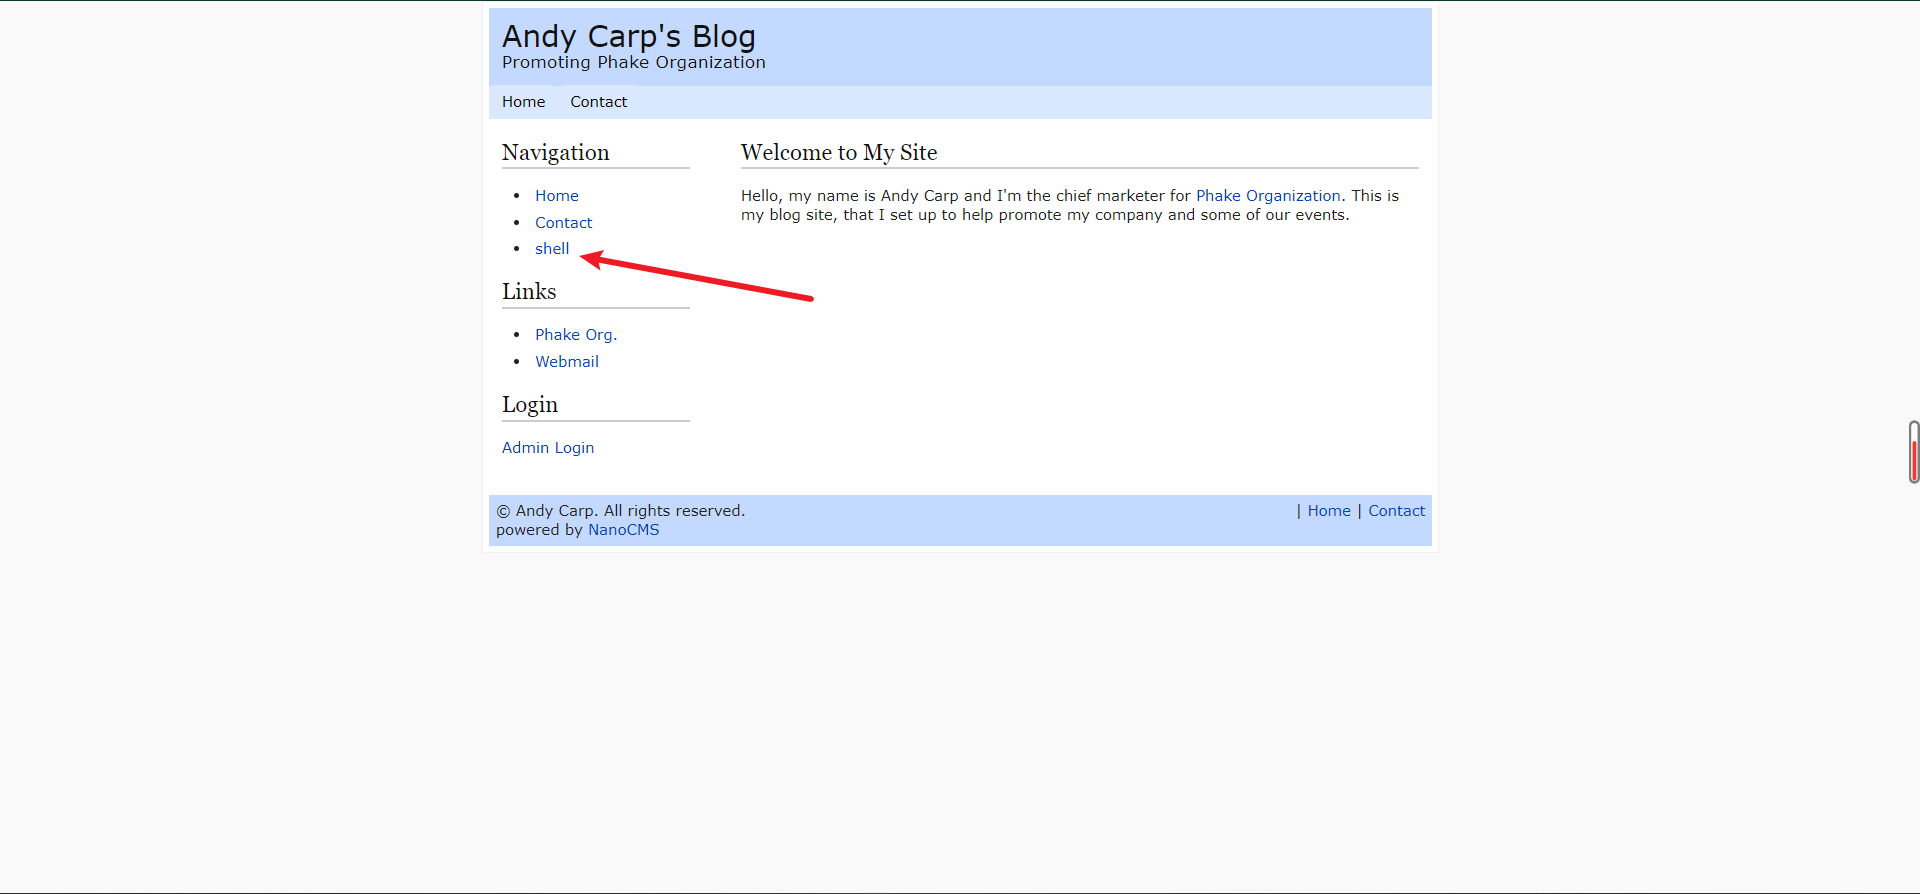 Andy Carp's Blog
Promoting Phake Organization
Home Contact
Navigation
Home
Contact
shell
Links
Phake Org.
Webmail
Login
Admin Login
Welcome to My Site
Hello, my name is Andy Carp and I'm the chief marketer for Phake Organization. This is
my blog site, that I set up to help promote my company and some of our events.
© Andy Carp. All rights reserved.
powered by NanoCMS
| Home | Contact